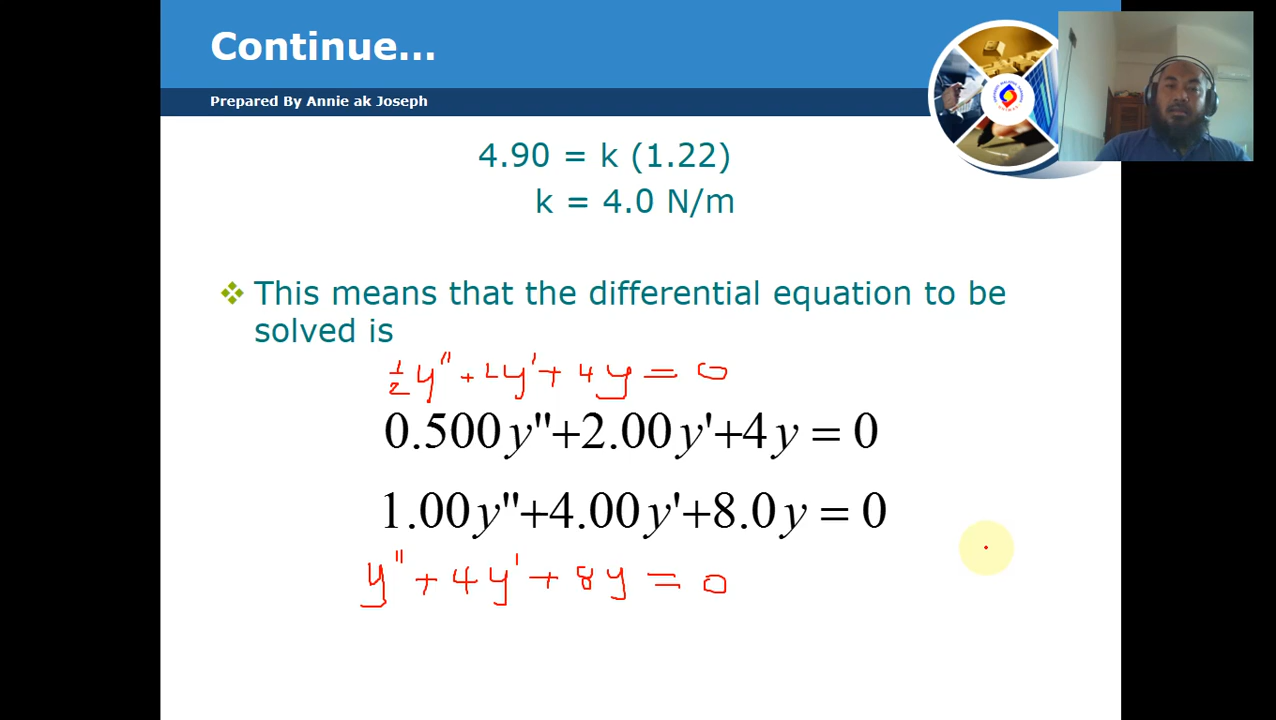 Continue...
Prepared By Annie ak Joseph
4.90 = k (1.22)
k = 4.0 N/m
❖ This means that the differential equation to be
solved is
½y" + 2y' + 4y = 0
0.500y"+2.00y'+4y = 0
1.00y"+4.00y'+8.0y = 0
y" + 4y' + 8y = 0